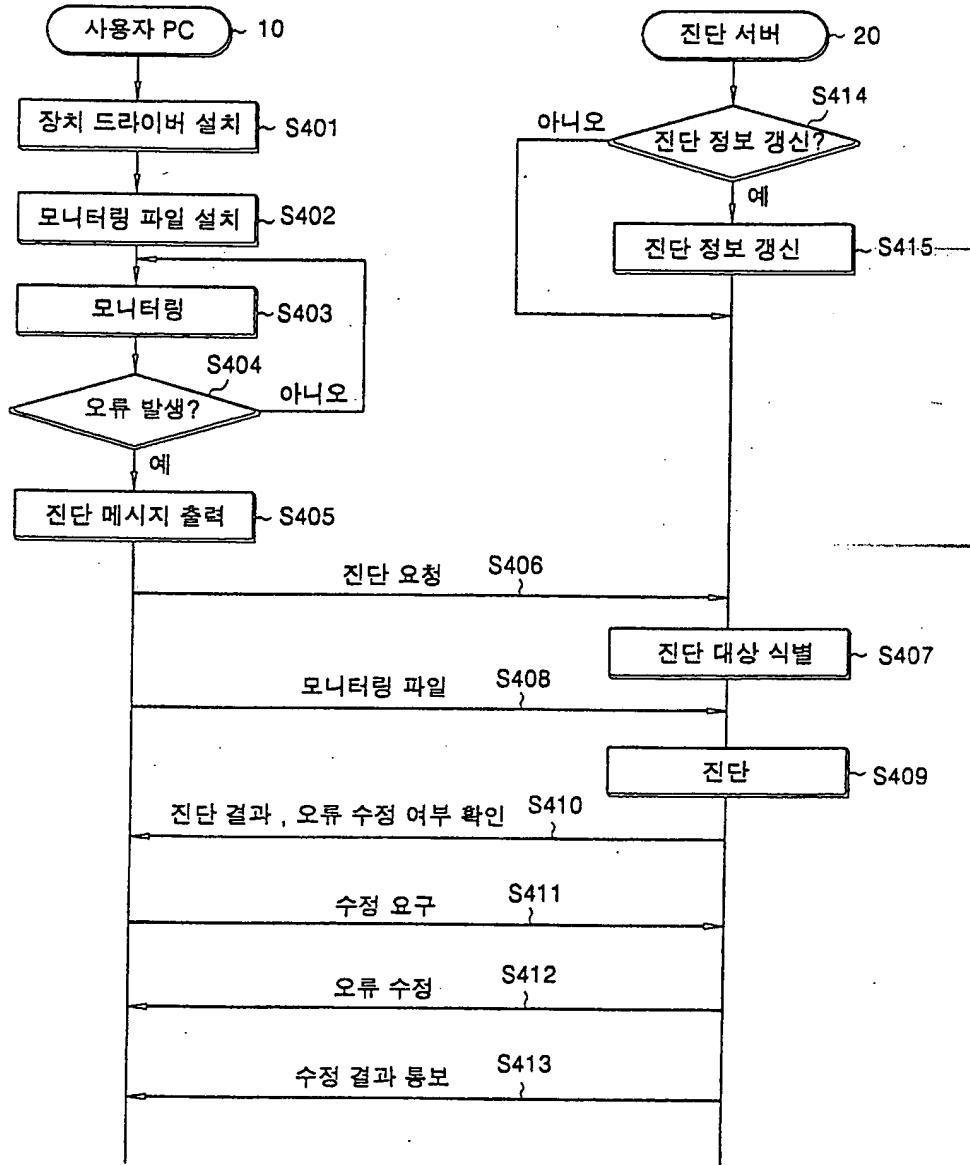 사용자 PC
10
진단 서버
20
장치 드라이버 설치
S401
S414
아니오
진단 정보 갱신?
예
모니터링 파일 설치
S402
진단 정보 갱신
S415
모니터링
S403
S404
오류 발생?
아니오
예
진단 메시지 출력
S405
진단 요청
S406
진단 대상 식별
S407
모니터링 파일
S408
진단
S409
진단 결과 , 오류 수정 여부 확인
S410
수정 요구
S411
오류 수정
S412
수정 결과 통보
S413